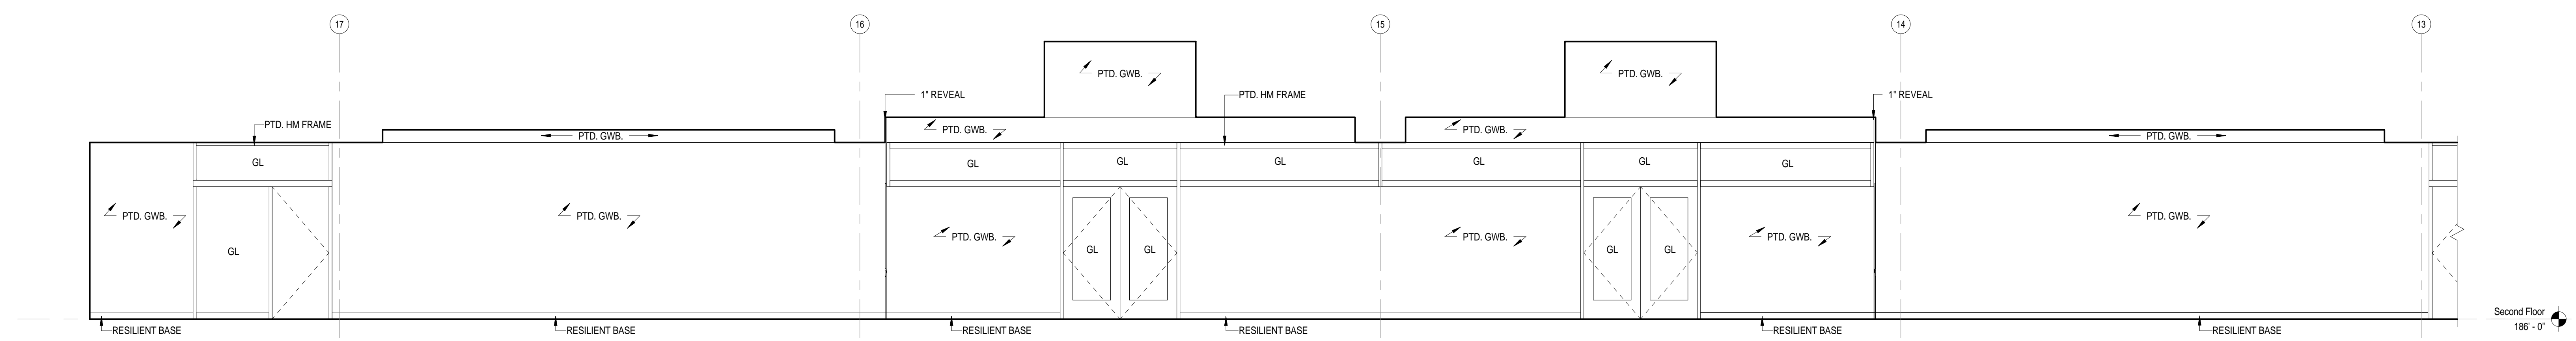 17
16
15
14
13
PTD. GWB.
PTD. GWB.
1" REVEAL
PTD. HM FRAME
1" REVEAL
PTD. HM FRAME
PTD. GWB.
PTD. GWB.
PTD. GWB.
PTD. GWB.
GL
GL
GL
GL
GL
GL
GL
PTD. GWB.
PTD. GWB.
PTD. GWB.
PTD. GWB.
PTD. GWB.
PTD. GWB.
GL
GL
GL
GL
GL
Second Floor
186' - 0"
RESILIENT BASE
RESILIENT BASE
RESILIENT BASE
RESILIENT BASE
RESILIENT BASE
RESILIENT BASE